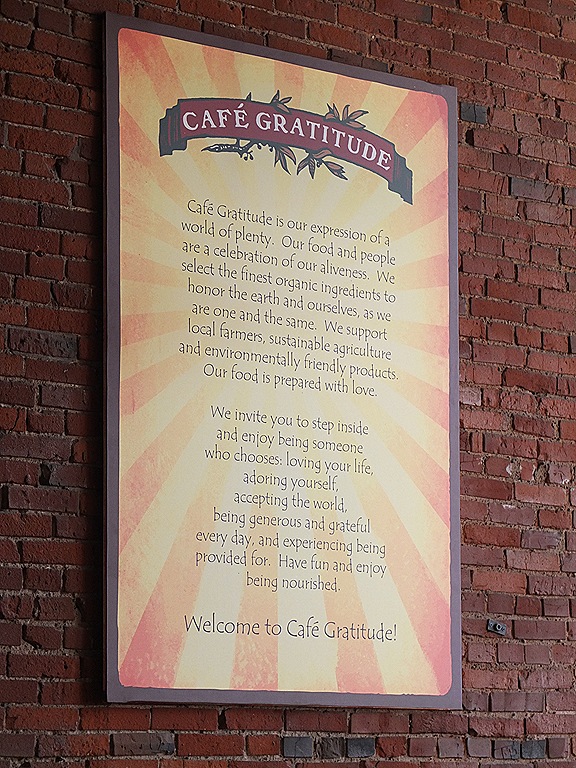 CAFÉ GRATITUDE
Café Gratitude is our expression of a
world of plenty. Our food and people
are a celebration of our aliveness. We
select the finest organic ingredients to
honor the earth and ourselves, as we
are one and the same. We support
local farmers, sustainable agriculture
and environmentally friendly products.
Our food is prepared with love.
We invite you to step inside
and enjoy being someone
who chooses: loving your life,
adoring yourself,
accepting the world,
being generous and grateful
every day, and experiencing being
provided for. Have fun and enjoy
being nourished.
Welcome to Café Gratitude!